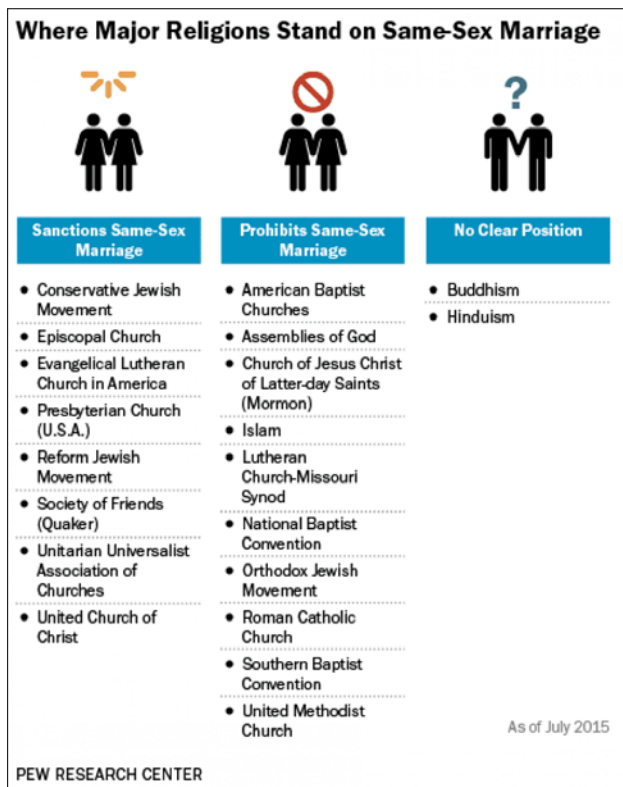 Where Major Religions Stand on Same-Sex Marriage
?
Sanctions Same-Sex
Marriage
• Conservative Jewish
Movement
• Episcopal Church
• Evangelical Lutheran
Church in America
• Presbyterian Church
(U.S.A.)
• Reform Jewish
Movement
• Society of Friends
(Quaker)
• Unitarian Universalist
Association of
Churches
• United Church of
Christ
Prohibits Same-Sex
Marriage
• American Baptist
Churches
• Assemblies of God
• Church of Jesus Christ
of Latter-day Saints
(Mormon)
• Islam
• Lutheran
Church-Missouri
Synod
• National Baptist
Convention
• Orthodox Jewish
Movement
• Roman Catholic
Church
• Southern Baptist
Convention
• United Methodist
Church
No Clear Position
• Buddhism
• Hinduism
As of July 2015
PEW RESEARCH CENTER